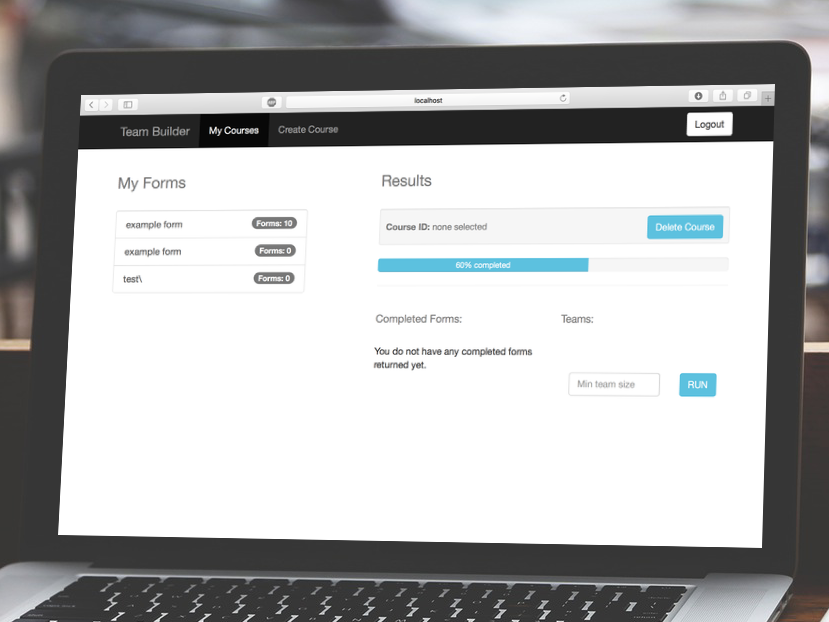 localhost
Team Builder My Courses Create Course Logout
My Forms
example form Forms: 10
example form Forms: 0
test\ Forms: 0
Results
Course ID: none selected Delete Course
60% completed
Completed Forms:
You do not have any completed forms
returned yet.
Teams:
Min team size RUN